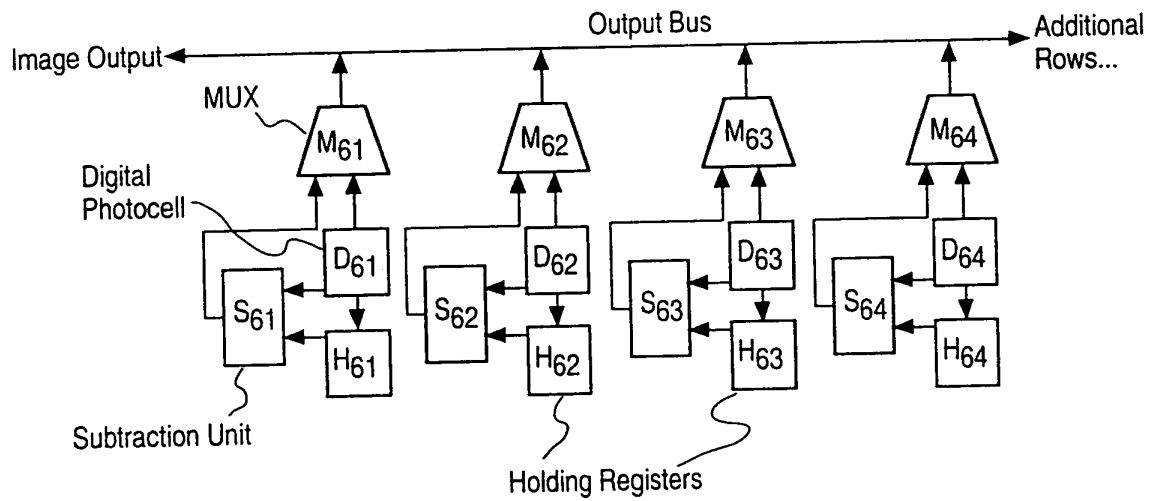 Output Bus
Image Output
Additional
Rows...
MUX
M61
M62
M63
M64
Digital
Photocell
D61
D62
D63
D64
S61
S62
S63
S64
H61
H62
H63
H64
Subtraction Unit
Holding Registers